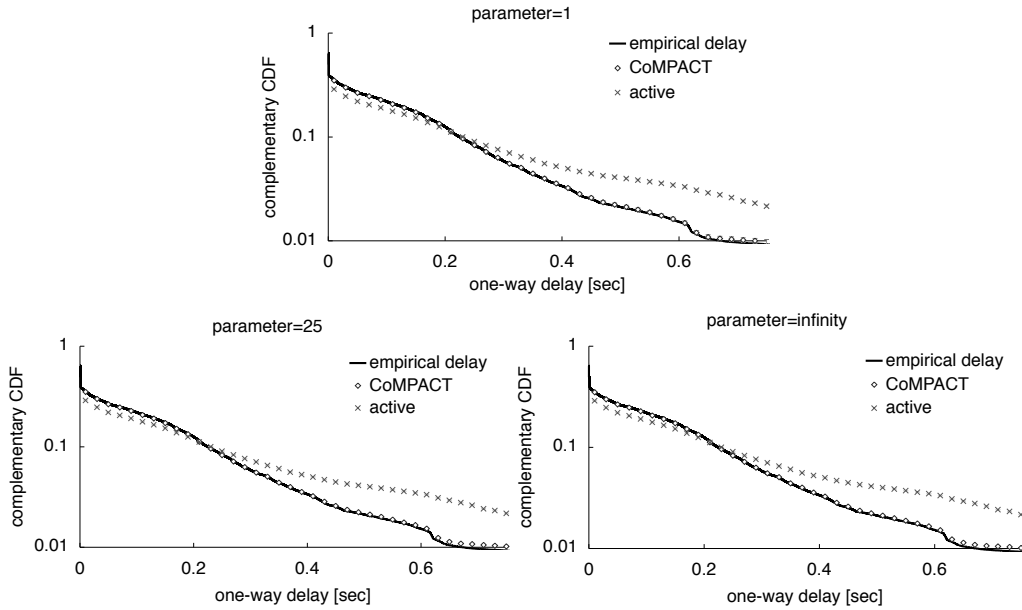 parameter=1
complementary CDF
1
0.1
0.01
empirical delay
CoMPACT
active
0
0.2
0.4
0.6
one-way delay [sec]
parameter=25
complementary CDF
1
0.1
0.01
empirical delay
CoMPACT
active
0
0.2
0.4
0.6
one-way delay [sec]
parameter=infinity
complementary CDF
1
0.1
0.01
empirical delay
CoMPACT
active
0
0.2
0.4
0.6
one-way delay [sec]